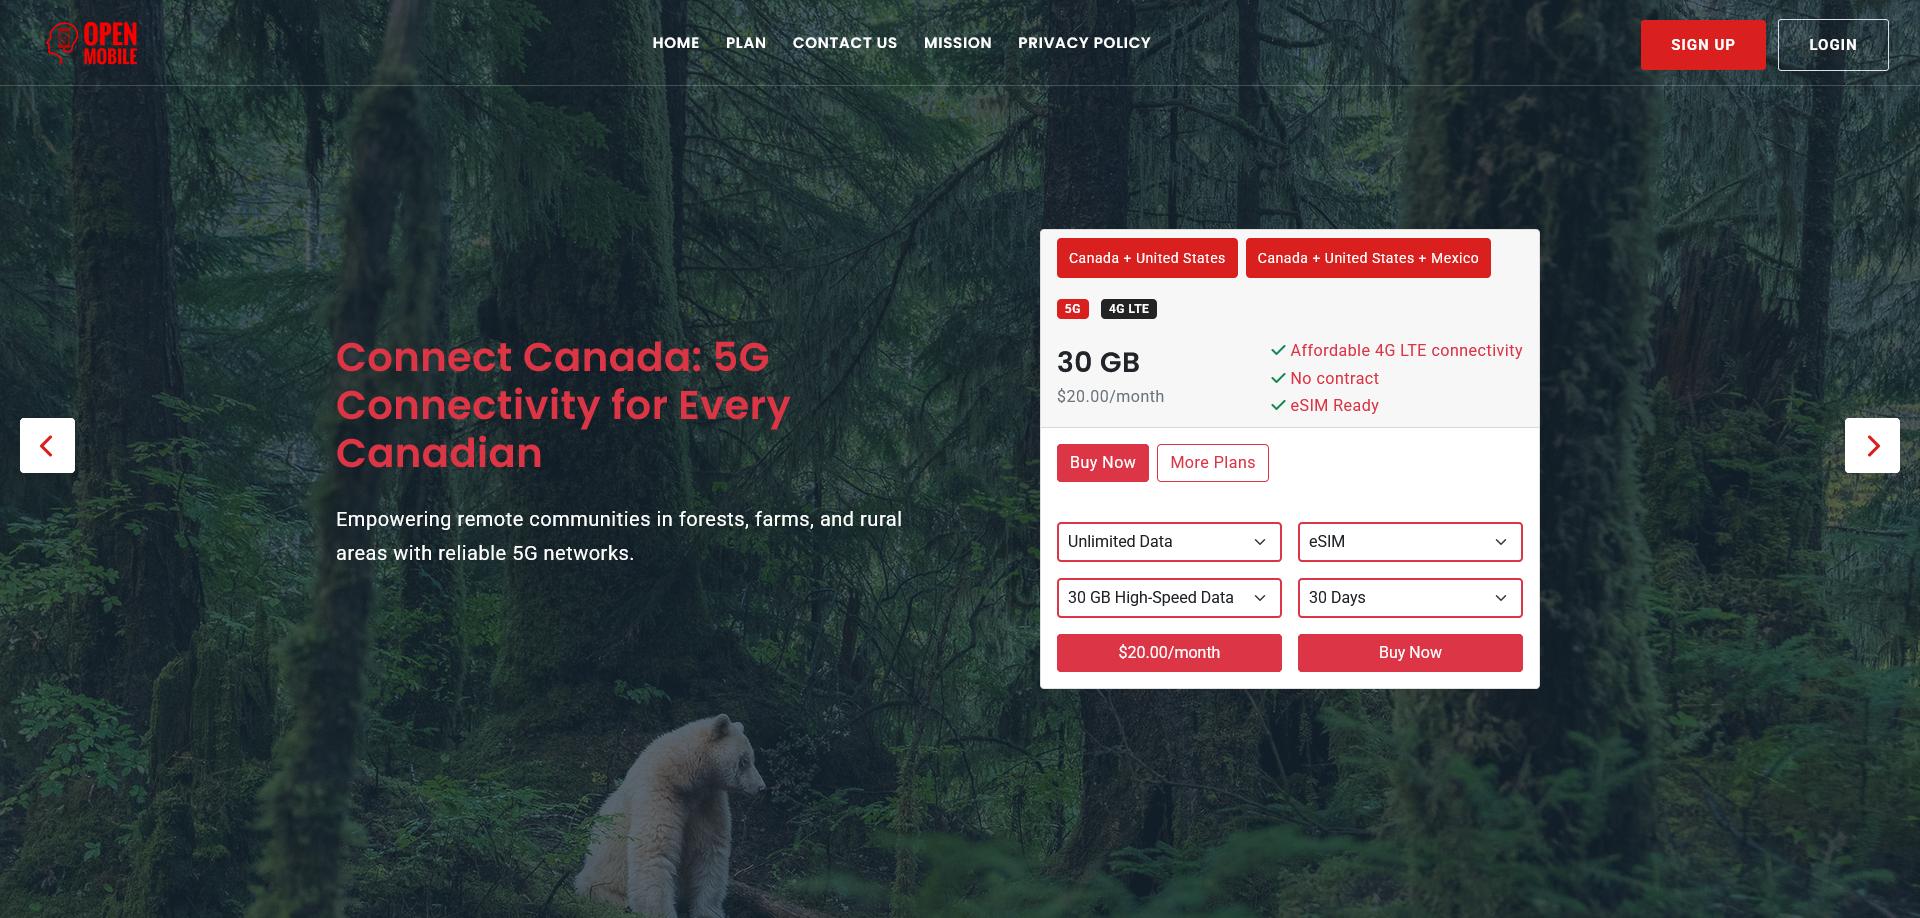 OPEN
MOBILE
HOME PLAN CONTACT US MISSION PRIVACY POLICY
SIGN UP LOGIN
Connect Canada: 5G
Connectivity for Every
Canadian
Empowering remote communities in forests, farms, and rural
areas with reliable 5G networks.
Canada + United States Canada + United States + Mexico
5G 4G LTE
30 GB
$20.00/month
Affordable 4G LTE connectivity
No contract
eSIM Ready
Buy Now More Plans
Unlimited Data eSIM
30 GB High-Speed Data 30 Days
$20.00/month Buy Now